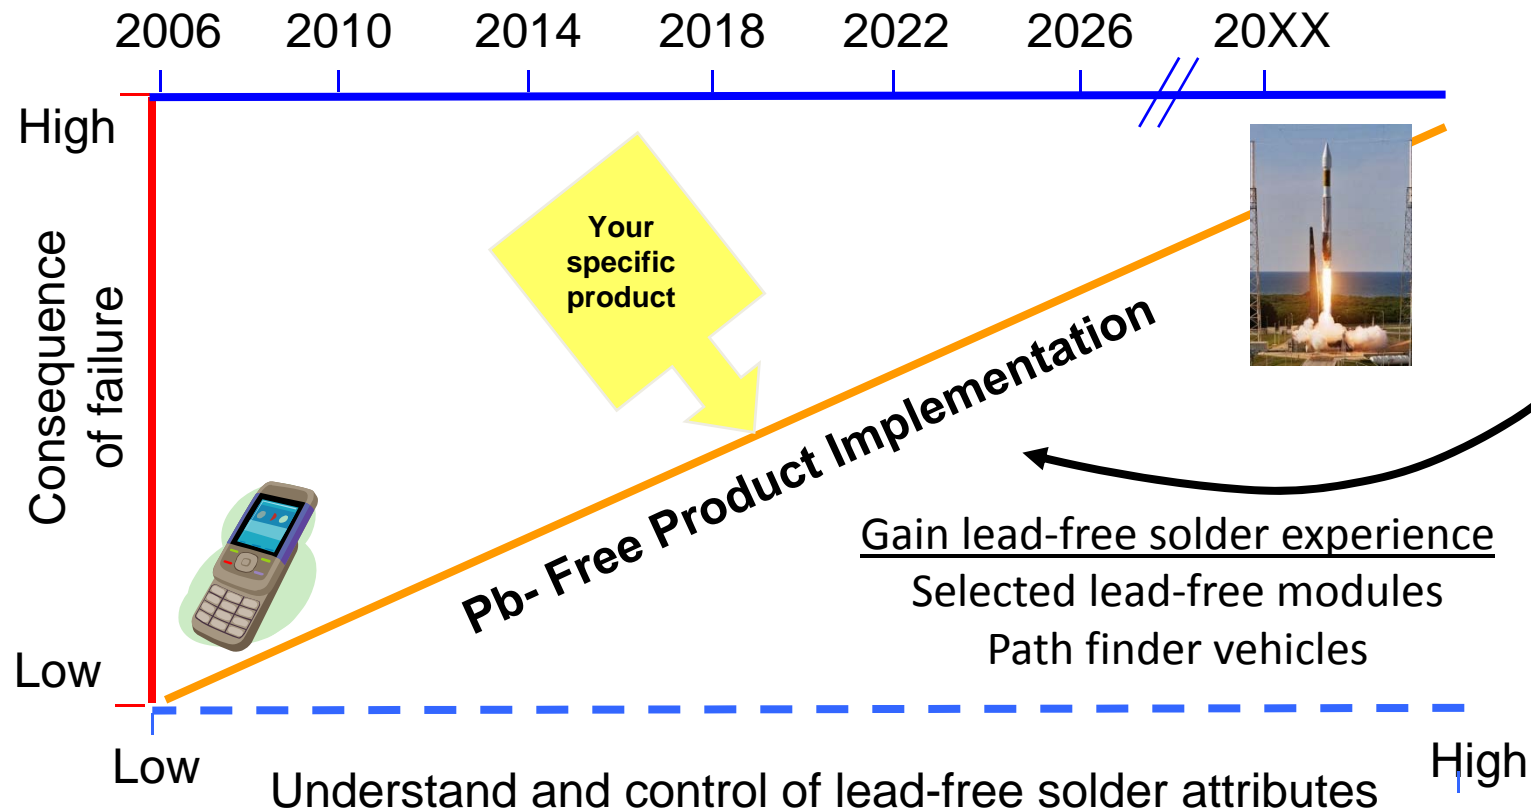 2006 2010 2014 2018 2022 2026 20XX
High
Consequence
of failure
Low
Your
specific
product
Pb- Free Product Implementation
Gain lead-free solder experience
Selected lead-free modules
Path finder vehicles
Low
High
Understand and control of lead-free solder attributes